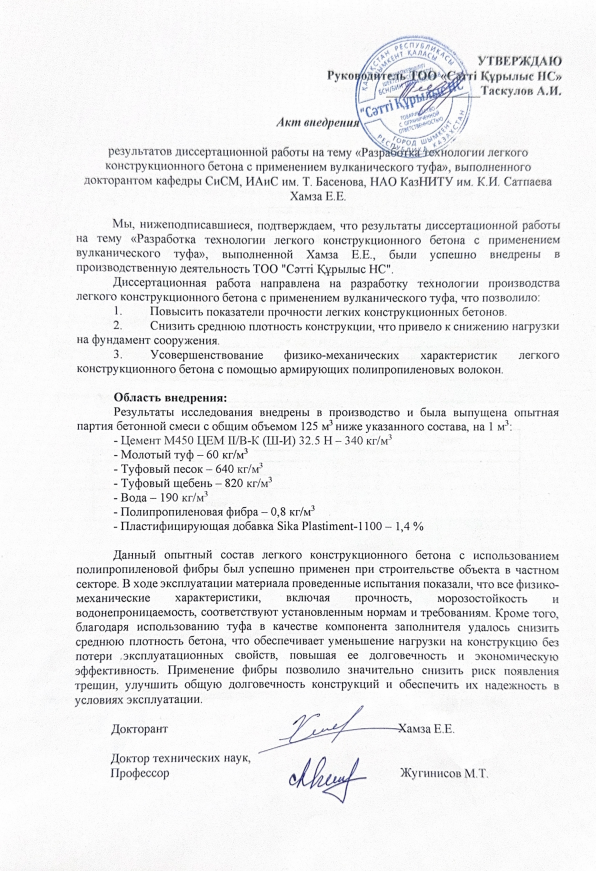 УТВЕРЖДАЮ
Руководитель ТОО «Сәтті Құрылыс НС»
Таскулов А.И.
ҚАЗАҚСТАН РЕСПУБЛИКАСЫ
ШЫМКЕНТ ҚАЛАСЫ
"Сәтті Құрылыс НС"
ТОВАРИЩЕСТВО
С ОГРАНИЧЕННОЙ
ОТВЕТСТВЕННОСТЬЮ
ГОРОД ШЫМКЕНТ
РЕСПУБЛИКА КАЗАХСТАН
Акт внедрения
результатов диссертационной работы на тему «Разработка технологии легкого
конструкционного бетона с применением вулканического туфа», выполненного
докторантом кафедры СиСМ, ИАиС им. Т. Басенова, НАО КазНИТУ им. К.И. Сатпаева
Хамза Е.Е.
Мы, нижеподписавшиеся, подтверждаем, что результаты диссертационной работы
на тему «Разработка технологии легкого конструкционного бетона с применением
вулканического туфа», выполненной Хамза Е.Е., были успешно внедрены в
производственную деятельность ТОО "Сәтті Құрылыс НС".
Диссертационная работа направлена на разработку технологии производства
легкого конструкционного бетона с применением вулканического туфа, что позволило:
1. Повысить показатели прочности легких конструкционных бетонов.
2. Снизить среднюю плотность конструкции, что привело к снижению нагрузки
на фундамент сооружения.
3. Усовершенствование физико-механических характеристик легкого
конструкционного бетона с помощью армирующих полипропиленовых волокон.
Область внедрения:
Результаты исследования внедрены в производство и была выпущена опытная
партия бетонной смеси с общим объемом 125 м³ ниже указанного состава, на 1 м³:
- Цемент М450 ЦЕМ II/В-К (Ш-И) 32.5 Н – 340 кг/м³
- Молотый туф – 60 кг/м³
- Туфовый песок – 640 кг/м³
- Туфовый щебень – 820 кг/м³
- Вода – 190 кг/м³
- Полипропиленовая фибра – 0,8 кг/м³
- Пластифицирующая добавка Sika Plastiment-1100 – 1,4 %
Данный опытный состав легкого конструкционного бетона с использованием
полипропиленовой фибры был успешно применен при строительстве объекта в частном
секторе. В ходе эксплуатации материала проведенные испытания показали, что все физико-
механические характеристики, включая прочность, морозостойкость и
водонепроницаемость, соответствуют установленным нормам и требованиям. Кроме того,
благодаря использованию туфа в качестве компонента заполнителя удалось снизить
среднюю плотность бетона, что обеспечивает уменьшение нагрузки на конструкцию без
потери эксплуатационных свойств, повышая ее долговечность и экономическую
эффективность. Применение фибры позволило значительно снизить риск появления
трещин, улучшить общую долговечность конструкций и обеспечить их надежность в
условиях эксплуатации.
Докторант Хамза Е.Е.
Доктор технических наук,
Профессор Жугинисов М.Т.